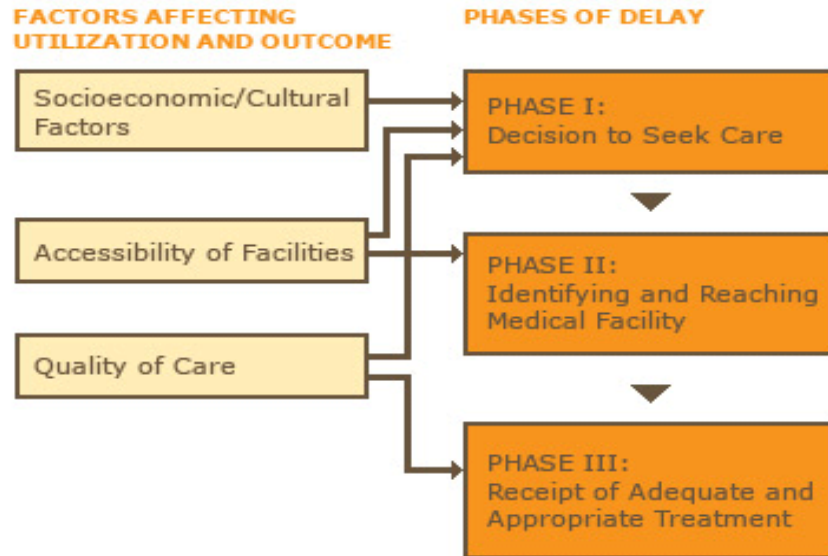 FACTORS AFFECTING
UTILIZATION AND OUTCOME
Socioeconomic/Cultural
Factors
Accessibility of Facilities
Quality of Care
PHASES OF DELAY
PHASE I:
Decision to Seek Care
PHASE II:
Identifying and Reaching
Medical Facility
PHASE III:
Receipt of Adequate and
Appropriate Treatment